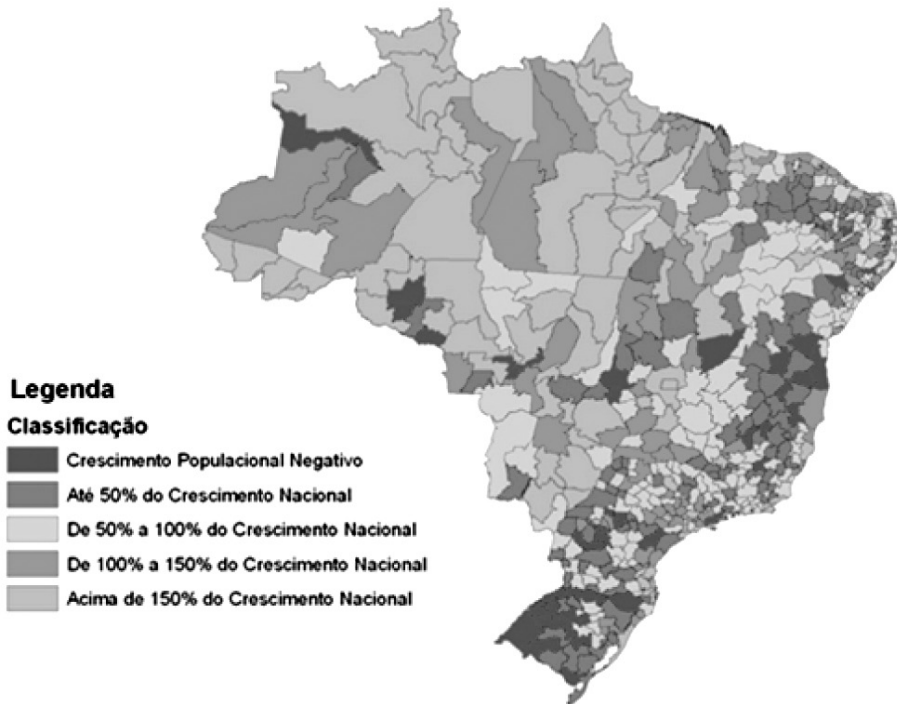 Legenda
Classificação
Crescimento Populacional Negativo
Até 50% do Crescimento Nacional
De 50% a 100% do Crescimento Nacional
De 100% a 150% do Crescimento Nacional
Acima de 150% do Crescimento Nacional